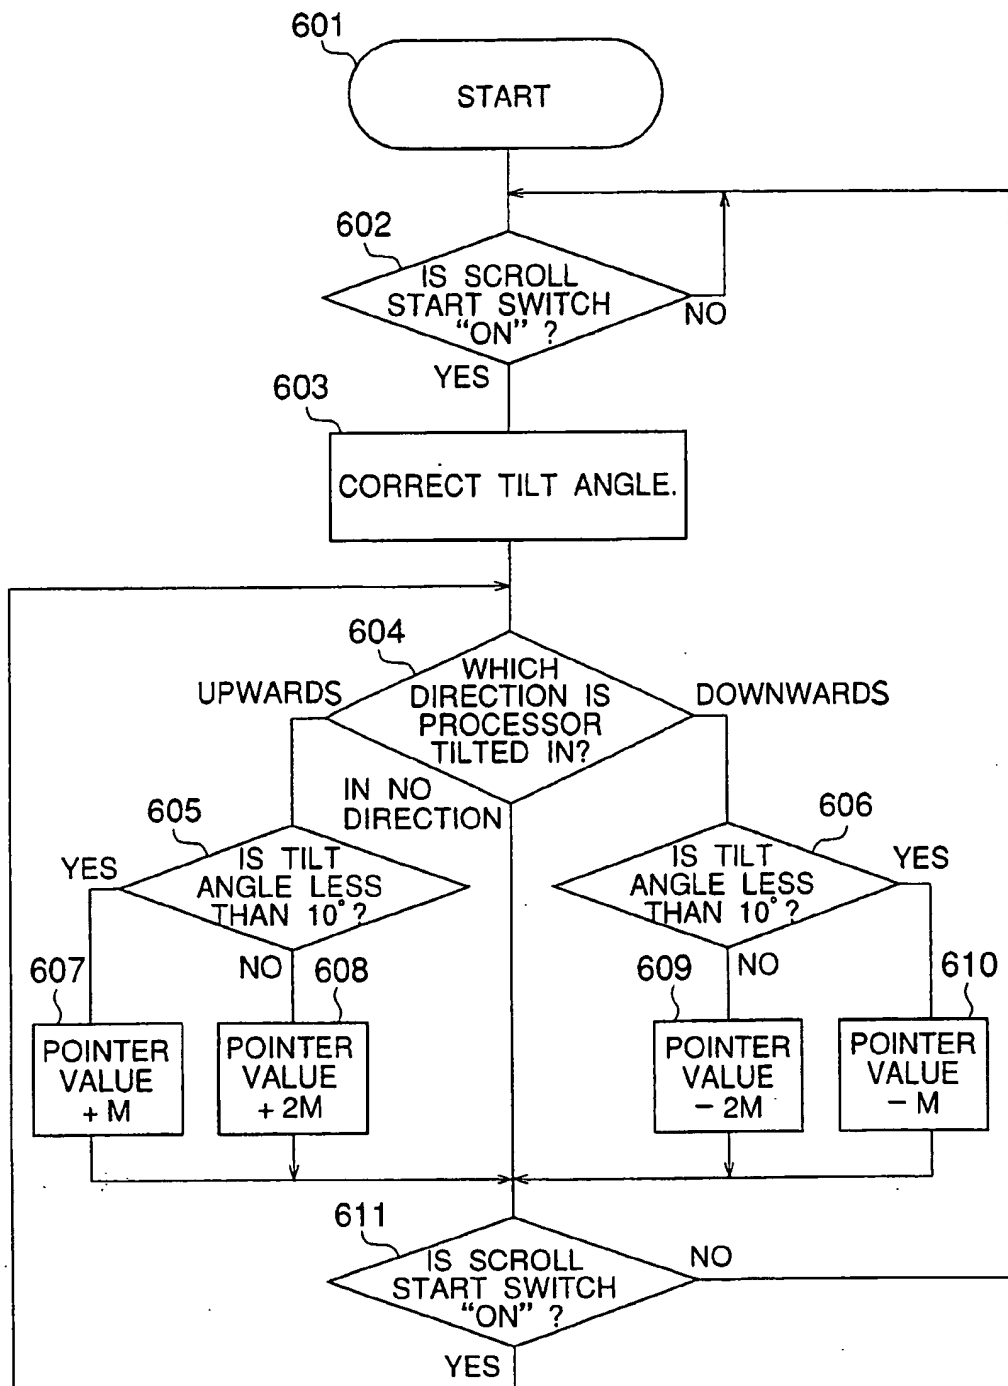 601
START
602
IS SCROLL
START SWITCH
“ON” ?
NO
YES
603
CORRECT TILT ANGLE.
604
WHICH
DIRECTION IS
PROCESSOR
TILTED IN?
UPWARDS
DOWNWARDS
IN NO
DIRECTION
605
IS TILT
ANGLE LESS
THAN 10°?
YES
NO
606
IS TILT
ANGLE LESS
THAN 10°?
YES
NO
607
POINTER
VALUE
+ M
608
POINTER
VALUE
+ 2M
609
POINTER
VALUE
− 2M
610
POINTER
VALUE
− M
611
IS SCROLL
START SWITCH
“ON” ?
NO
YES